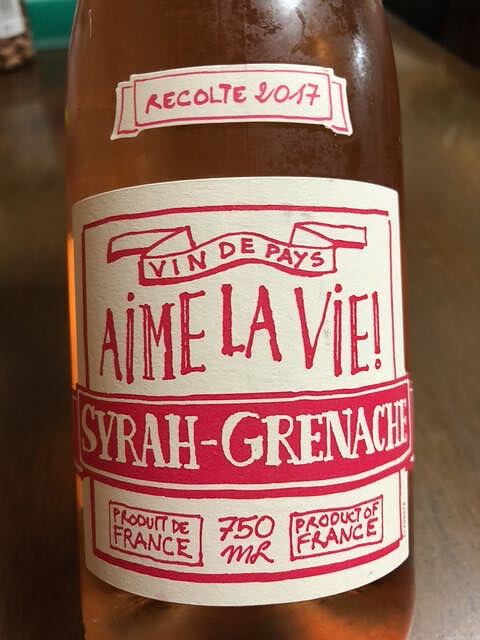 RECOLTE 2017
VIN DE PAYS
AiME LA ViE!
SYRAH-GRENACHE
PRODUIT DE
FRANCE
750
ML
PRODUCT OF
FRANCE